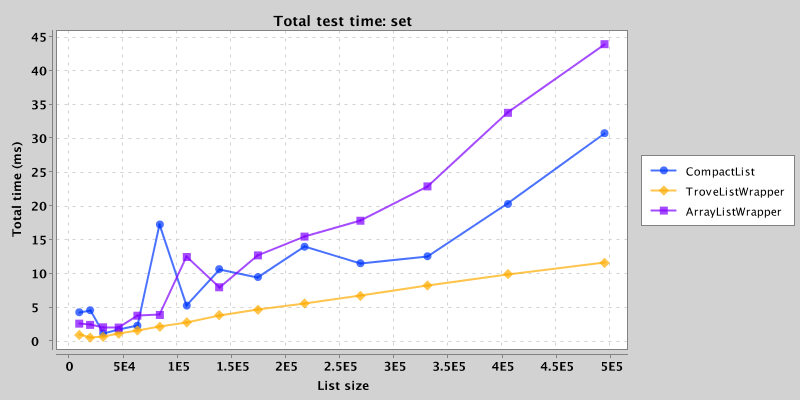 Total test time: set
45
40
35
30
25
20
15
10
5
0
Total time (ms)
0 5E4 1E5 1.5E5 2E5 2.5E5 3E5 3.5E5 4E5 4.5E5 5E5
List size
CompactList
TroveListWrapper
ArrayListWrapper